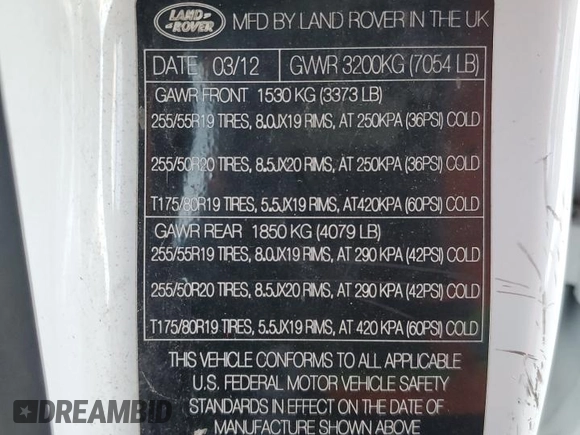 LAND
ROVER
MFD BY LAND ROVER IN THE UK
DATE 03/12 GVWR 3200KG (7054 LB)
GAWR FRONT 1530 KG (3373 LB)
255/55R19 TIRES, 8.0JX19 RIMS, AT 250KPA (36PSI) COLD
255/50R20 TIRES, 8.5JX20 RIMS, AT 250KPA (36PSI) COLD
T175/80R19 TIRES, 5.5JX19 RIMS, AT420KPA (60PSI) COLD
GAWR REAR 1850 KG (4079 LB)
255/55R19 TIRES, 8.0JX19 RIMS, AT 290 KPA (42PSI) COLD
255/50R20 TIRES, 8.5JX20 RIMS, AT 290 KPA (42PSI) COLD
T175/80R19 TIRES, 5.5JX19 RIMS, AT 420 KPA (60PSI) COLD
THIS VEHICLE CONFORMS TO ALL APPLICABLE
U.S. FEDERAL MOTOR VEHICLE SAFETY
STANDARDS IN EFFECT ON THE DATE OF
MANUFACTURE SHOWN ABOVE
DREAMBID